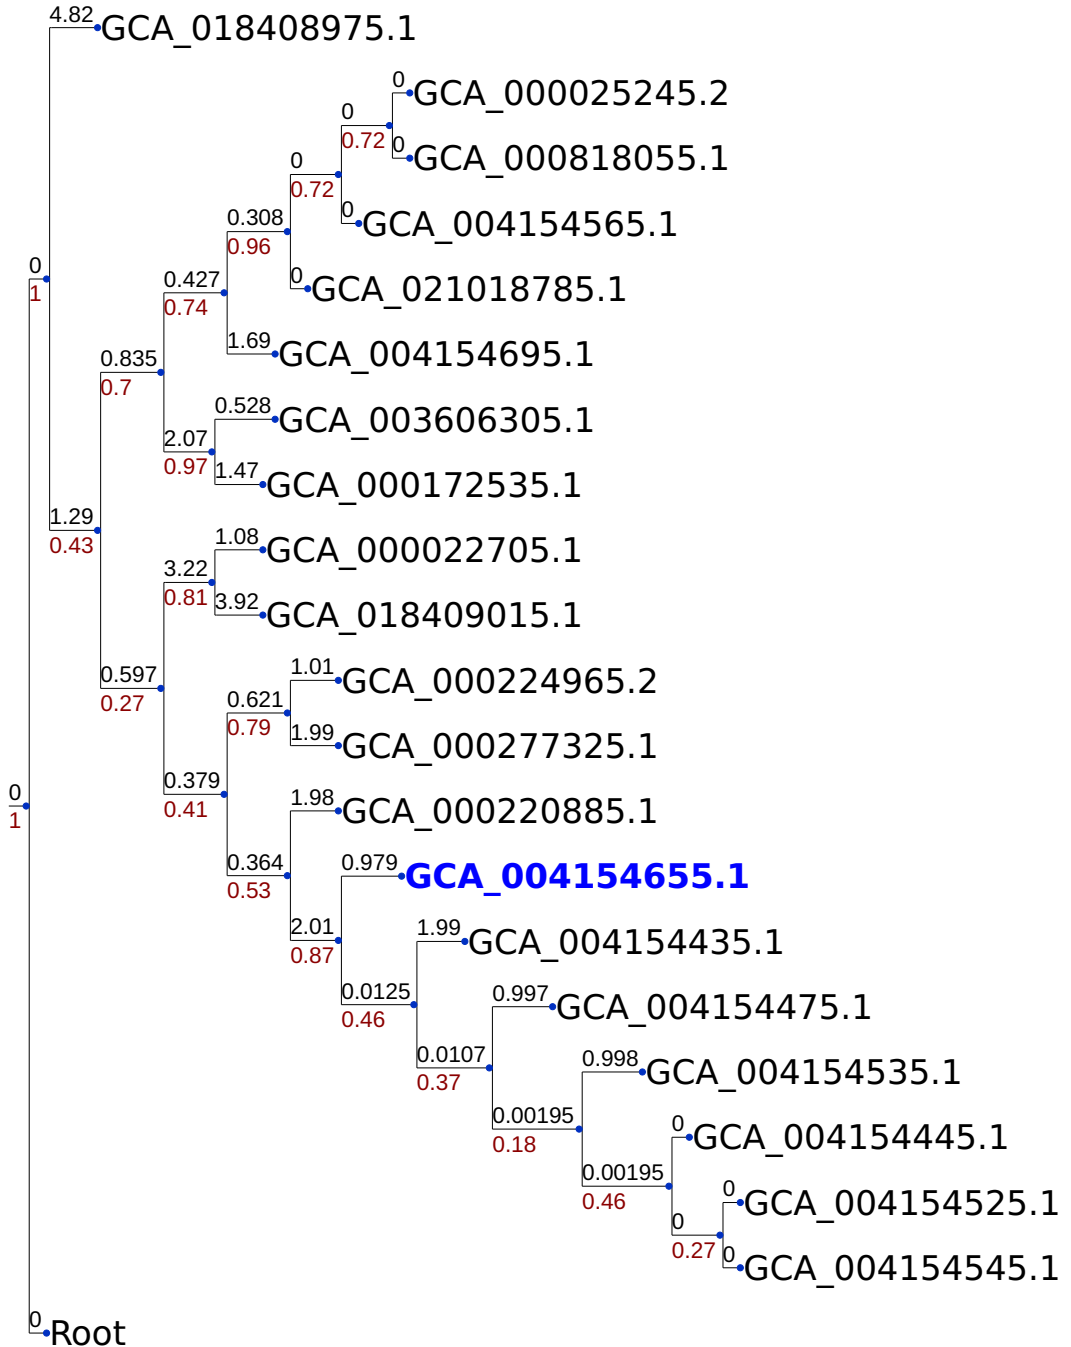 4.82 GCA_018408975.1
0 GCA_000025245.2
0
0.72 0 GCA_000818055.1
0
0.72
0 GCA_004154565.1
0.308
0.96
0
1
0.427
0.74
0 GCA_021018785.1
1.69 GCA_004154695.1
0.835
0.7
0.528 GCA_003606305.1
2.07
0.97
1.47 GCA_000172535.1
1.29
0.43
1.08 GCA_000022705.1
3.22
0.81
3.92 GCA_018409015.1
0.597
0.27
1.01 GCA_000224965.2
0.621
0.79
1.99 GCA_000277325.1
0.379
0.41
0
1
1.98 GCA_000220885.1
0.364
0.53
0.979 GCA_004154655.1
2.01
0.87
1.99 GCA_004154435.1
0.0125
0.46
0.997 GCA_004154475.1
0.0107
0.37
0.998 GCA_004154535.1
0.00195
0.18
0 GCA_004154445.1
0.00195
0.46
0 GCA_004154525.1
0
0.27 0 GCA_004154545.1
0 Root